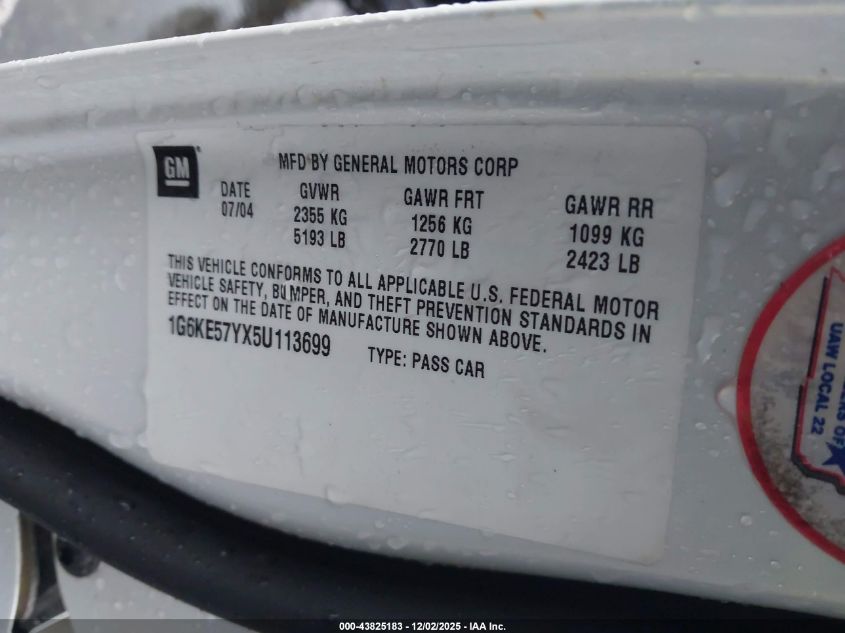 GM
MFD BY GENERAL MOTORS CORP
DATE GVWR GAWR FRT GAWR RR
07/04 2355 KG 1256 KG 1099 KG
5193 LB 2770 LB 2423 LB
THIS VEHICLE CONFORMS TO ALL APPLICABLE U.S. FEDERAL MOTOR
VEHICLE SAFETY, BUMPER, AND THEFT PREVENTION STANDARDS IN
EFFECT ON THE DATE OF MANUFACTURE SHOWN ABOVE.
1G6KE57YX5U113699 TYPE: PASS CAR
OF
UAW LOCAL 22
000-43825183 - 12/02/2025 - IAA Inc.